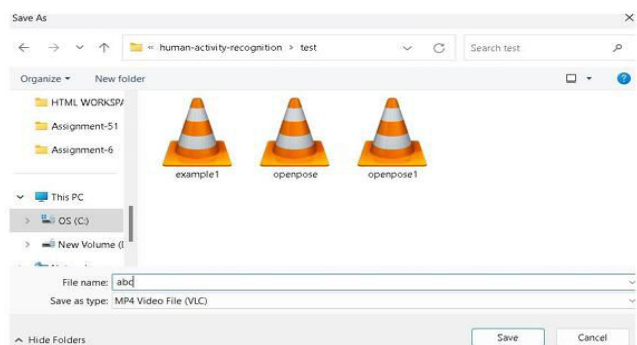 Save As
« human-activity-recognition > test
Search test
Organize
New folder
HTML WORKSPA
Assignment-51
Assignment-6
example1
openpose
openpose1
This PC
OS (C:)
New Volume (
File name: abc
Save as type: MP4 Video File (VLC)
Hide Folders
Save
Cancel